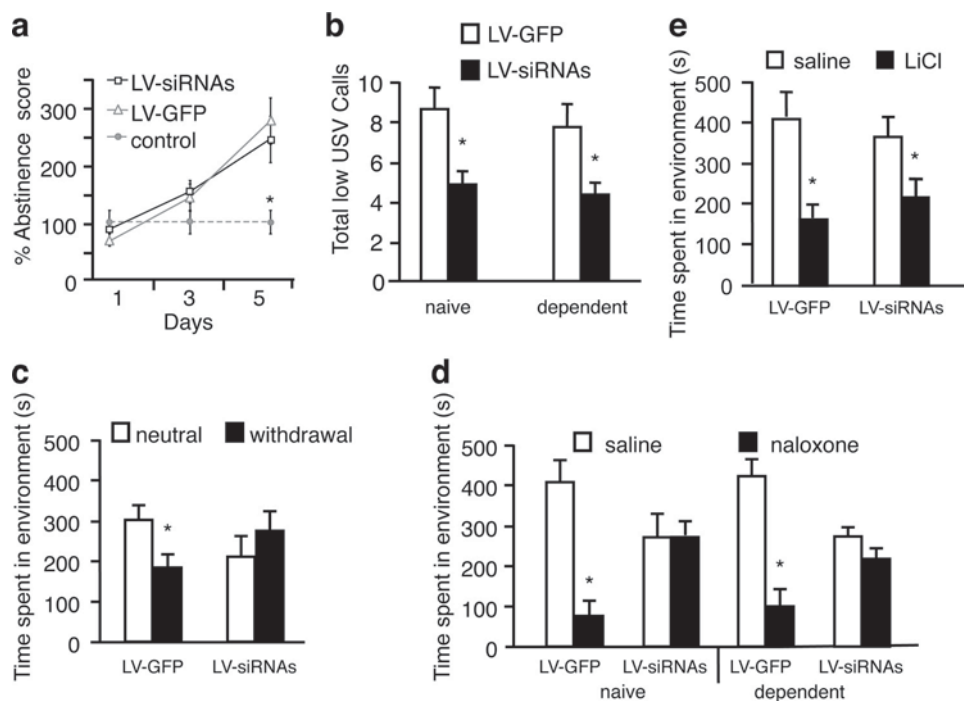 a
% Abstinence score
LV-siRNAs
LV-GFP
control
300
200
100
0
*
1 3 5
Days
b
LV-GFP
LV-siRNAs
Total low USV Calls
10
8
6
4
2
0
* *
naive dependent
e
saline LiCl
Time spent in environment (s)
500
400
300
200
100
0
* *
LV-GFP LV-siRNAs
c
neutral withdrawal
Time spent in environment (s)
500
400
300
200
100
0
*
LV-GFP LV-siRNAs
d
saline naloxone
Time spent in environment (s)
500
400
300
200
100
0
* *
LV-GFP LV-siRNAs LV-GFP LV-siRNAs
naive dependent